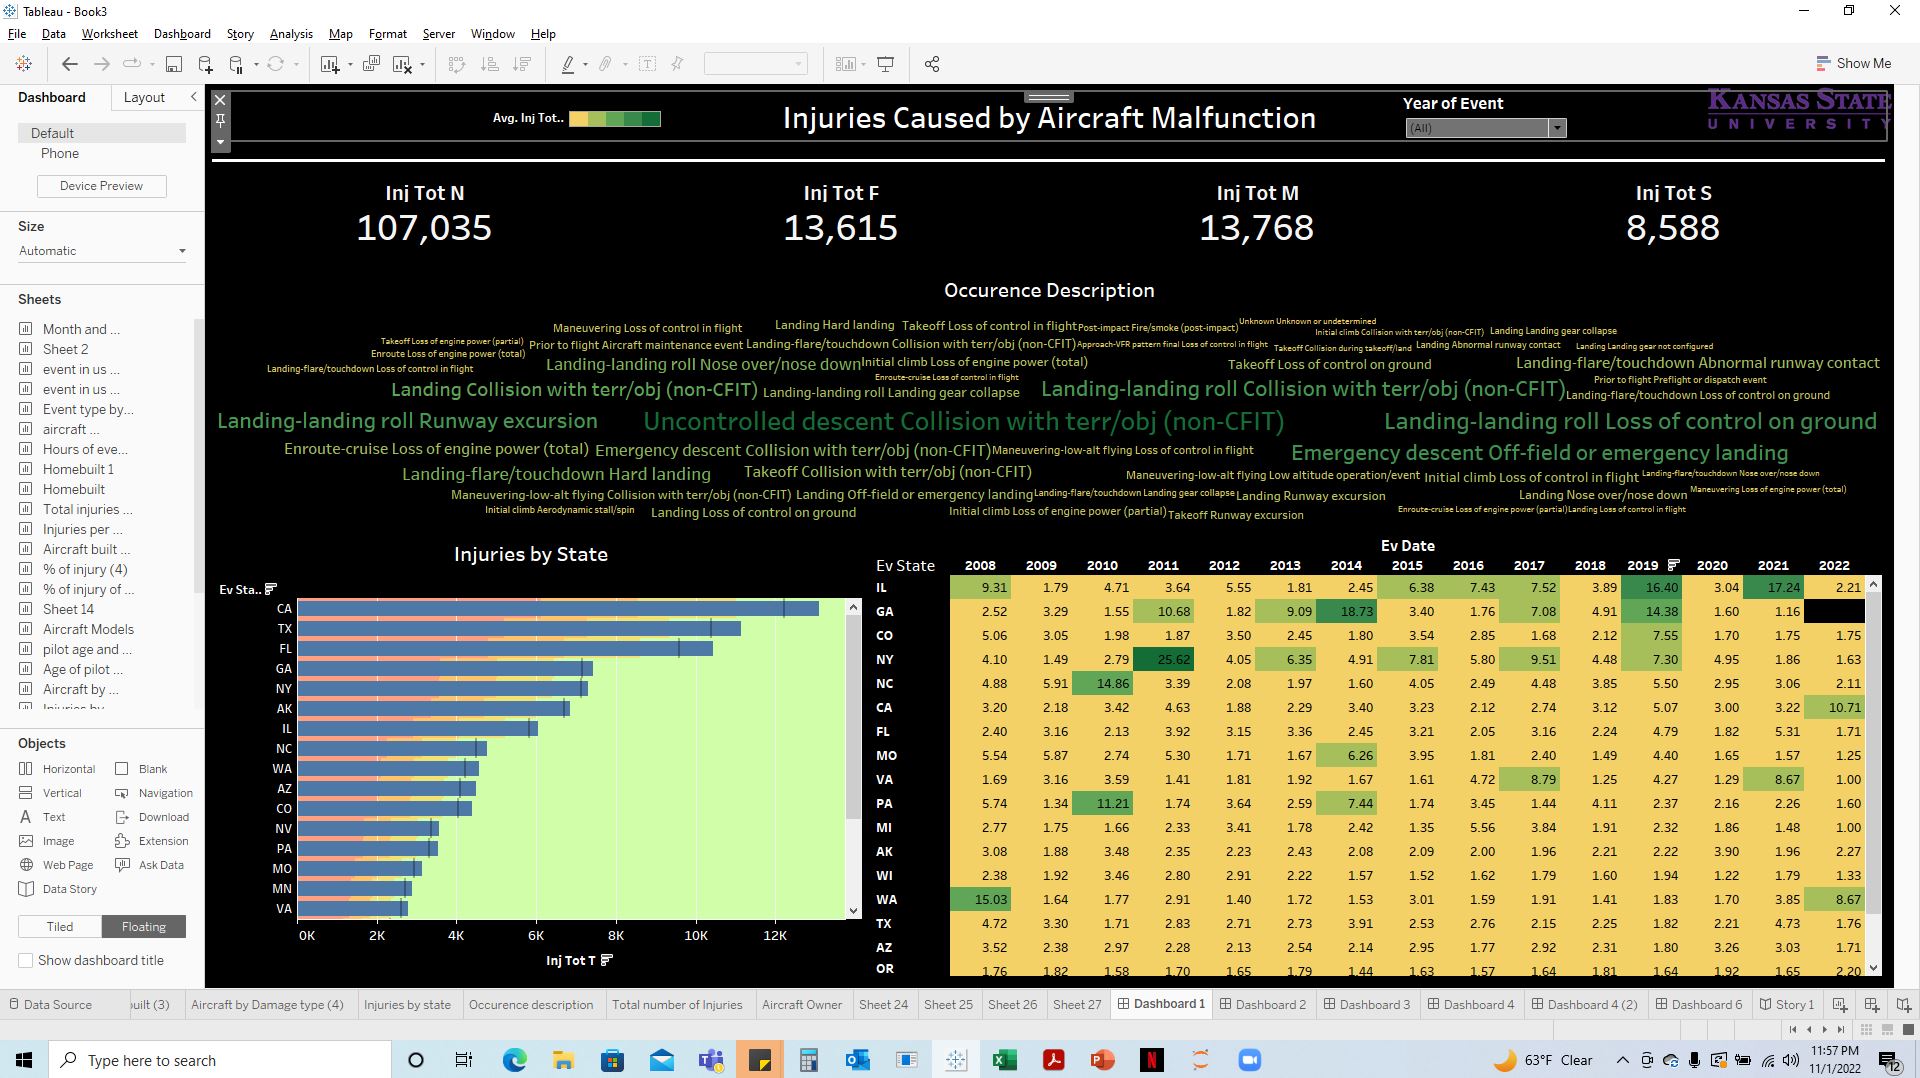 Tableau - Book3
File Data Worksheet Dashboard Story Analysis Map Format Server Window Help
Show Me
Dashboard Layout
Default
Phone
Device Preview
Size
Automatic
Sheets
Month and ...
Sheet 2
event in us ...
event in us ...
Event type by...
aircraft ...
Hours of eve...
Homebuilt 1
Homebuilt
Total injuries ...
Injuries per ...
Aircraft built ...
% of injury (4)
% of injury of ...
Sheet 14
Aircraft Models
pilot age and ...
Age of pilot ...
Aircraft by ...
Objects
Horizontal Blank
Vertical Navigation
Text Download
Image Extension
Web Page Ask Data
Data Story
Tiled Floating
Show dashboard title
Avg. Inj Tot.. Injuries Caused by Aircraft Malfunction
Year of Event
(All)
KANSAS STATE
UNIVERSITY
Inj Tot N Inj Tot F Inj Tot M Inj Tot S
107,035 13,615 13,768 8,588
Occurence Description
Unknown Unknown or undetermined
Maneuvering Loss of control in flight Landing Hard landing Takeoff Loss of control in flight Post-impact Fire/smoke (post-impact) Initial climb Collision with terr/obj (non-CFIT) Landing Landing gear collapse
Takeoff Loss of engine power (partial) Prior to flight Aircraft maintenance event Landing-flare/touchdown Collision with terr/obj (non-CFIT) Approach-VFR pattern final Loss of control in flight Takeoff Collision during takeoff/land Landing Abnormal runway contact Landing Landing gear not configured
Enroute Loss of engine power (total)
Landing-flare/touchdown Loss of control in flight Landing-landing roll Nose over/nose down Initial climb Loss of engine power (total) Takeoff Loss of control on ground Landing-flare/touchdown Abnormal runway contact
Enroute-cruise Loss of control in flight Prior to flight Preflight or dispatch event
Landing Collision with terr/obj (non-CFIT) Landing-landing roll Landing gear collapse Landing-landing roll Collision with terr/obj (non-CFIT) Landing-flare/touchdown Loss of control on ground
Landing-landing roll Runway excursion Uncontrolled descent Collision with terr/obj (non-CFIT) Landing-landing roll Loss of control on ground
Enroute-cruise Loss of engine power (total) Emergency descent Collision with terr/obj (non-CFIT) Maneuvering-low-alt flying Loss of control in flight Emergency descent Off-field or emergency landing
Landing-flare/touchdown Hard landing Takeoff Collision with terr/obj (non-CFIT) Maneuvering-low-alt flying Low altitude operation/event Initial climb Loss of control in flight Landing-flare/touchdown Nose over/nose down
Maneuvering-low-alt flying Collision with terr/obj (non-CFIT) Landing Off-field or emergency landing Landing-flare/touchdown Landing gear collapse Landing Runway excursion Landing Nose over/nose down Maneuvering Loss of engine power (total)
Initial climb Aerodynamic stall/spin Landing Loss of control on ground Initial climb Loss of engine power (partial) Takeoff Runway excursion Enroute-cruise Loss of engine power (partial) Landing Loss of control in flight
Injuries by State
Ev Sta..
CA
TX
FL
GA
NY
AK
IL
NC
WA
AZ
CO
NV
PA
MO
MN
VA
0K 2K 4K 6K 8K 10K 12K
Inj Tot T
Ev Date
Ev State 2008 2009 2010 2011 2012 2013 2014 2015 2016 2017 2018 2019 2020 2021 2022
IL 9.31 1.79 4.71 3.64 5.55 1.81 2.45 6.38 7.43 7.52 3.89 16.40 3.04 17.24 2.21
GA 2.52 3.29 1.55 10.68 1.82 9.09 18.73 3.40 1.76 7.08 4.91 14.38 1.60 1.16
CO 5.06 3.05 1.98 1.87 3.50 2.45 1.80 3.54 2.85 1.68 2.12 7.55 1.70 1.75 1.75
NY 4.10 1.49 2.79 25.62 4.05 6.35 4.91 7.81 5.80 9.51 4.48 7.30 4.95 1.86 1.63
NC 4.88 5.91 14.86 3.39 2.08 1.97 1.60 4.05 2.49 4.48 3.85 5.50 2.95 3.06 2.11
CA 3.20 2.18 3.42 4.63 1.88 2.29 3.40 3.23 2.12 2.74 3.12 5.07 3.00 3.22 10.71
FL 2.40 3.16 2.13 3.92 3.15 3.36 2.45 3.21 2.05 3.16 2.24 4.79 1.82 5.31 1.71
MO 5.54 5.87 2.74 5.30 1.71 1.67 6.26 3.95 1.81 2.40 1.49 4.40 1.65 1.57 1.25
VA 1.69 3.16 3.59 1.41 1.81 1.92 1.67 1.61 4.72 8.79 1.25 4.27 1.29 8.67 1.00
PA 5.74 1.34 11.21 1.74 3.64 2.59 7.44 1.74 3.45 1.44 4.11 2.37 2.16 2.26 1.60
MI 2.77 1.75 1.66 2.33 3.41 1.78 2.42 1.35 5.56 3.84 1.91 2.32 1.86 1.48 1.00
AK 3.08 1.88 3.48 2.35 2.23 2.43 2.08 2.09 2.00 1.96 2.21 2.22 3.90 1.96 2.27
WI 2.38 1.92 3.46 2.80 2.91 2.22 1.57 1.52 1.62 1.79 1.60 1.94 1.22 1.79 1.33
WA 15.03 1.64 1.77 2.91 1.40 1.72 1.53 3.01 1.59 1.91 1.41 1.83 1.70 3.85 8.67
TX 4.72 3.30 1.71 2.83 2.71 2.73 3.91 2.53 2.76 2.15 2.25 1.82 2.21 4.73 1.76
AZ 3.52 2.38 2.97 2.28 2.13 2.54 2.14 2.95 1.77 2.92 2.31 1.80 3.26 3.03 1.71
OR 1.76 1.82 1.58 1.70 1.65 1.79 1.44 1.63 1.57 1.64 1.81 1.64 1.92 1.65 2.20
Data Source uilt (3) Aircraft by Damage type (4) Injuries by state Occurence description Total number of Injuries Aircraft Owner Sheet 24 Sheet 25 Sheet 26 Sheet 27 Dashboard 1 Dashboard 2 Dashboard 3 Dashboard 4 Dashboard 4 (2) Dashboard 6 Story 1
Type here to search
63°F Clear
11:57 PM
11/1/2022
12